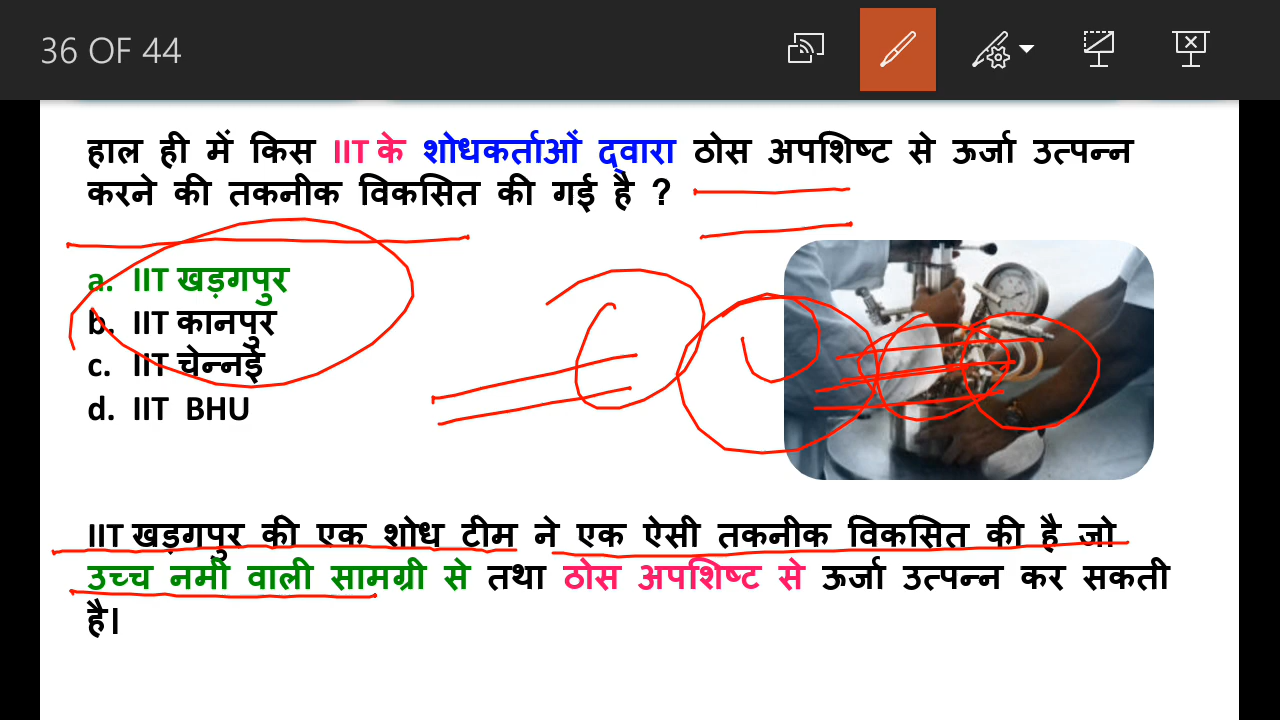 36 OF 44
हाल ही में किस IIT के शोधकर्ताओं द्वारा ठोस अपशिष्ट से ऊर्जा उत्पन्न
करने की तकनीक विकसित की गई है ?
a. IIT खड़गपुर
b. IIT कानपुर
c. IIT चेन्नई
d. IIT BHU
IIT खड़गपुर की एक शोध टीम ने एक ऐसी तकनीक विकसित की है जो
उच्च नमी वाली सामग्री से तथा ठोस अपशिष्ट से ऊर्जा उत्पन्न कर सकती
है।